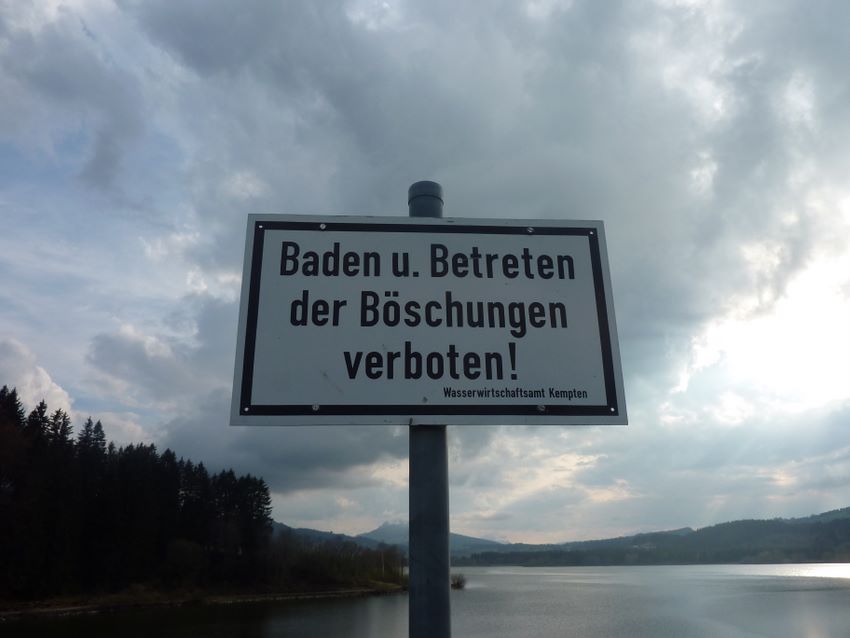 Baden u. Betreten
der Böschungen
verboten!
Wasserwirtschaftsamt Kempten